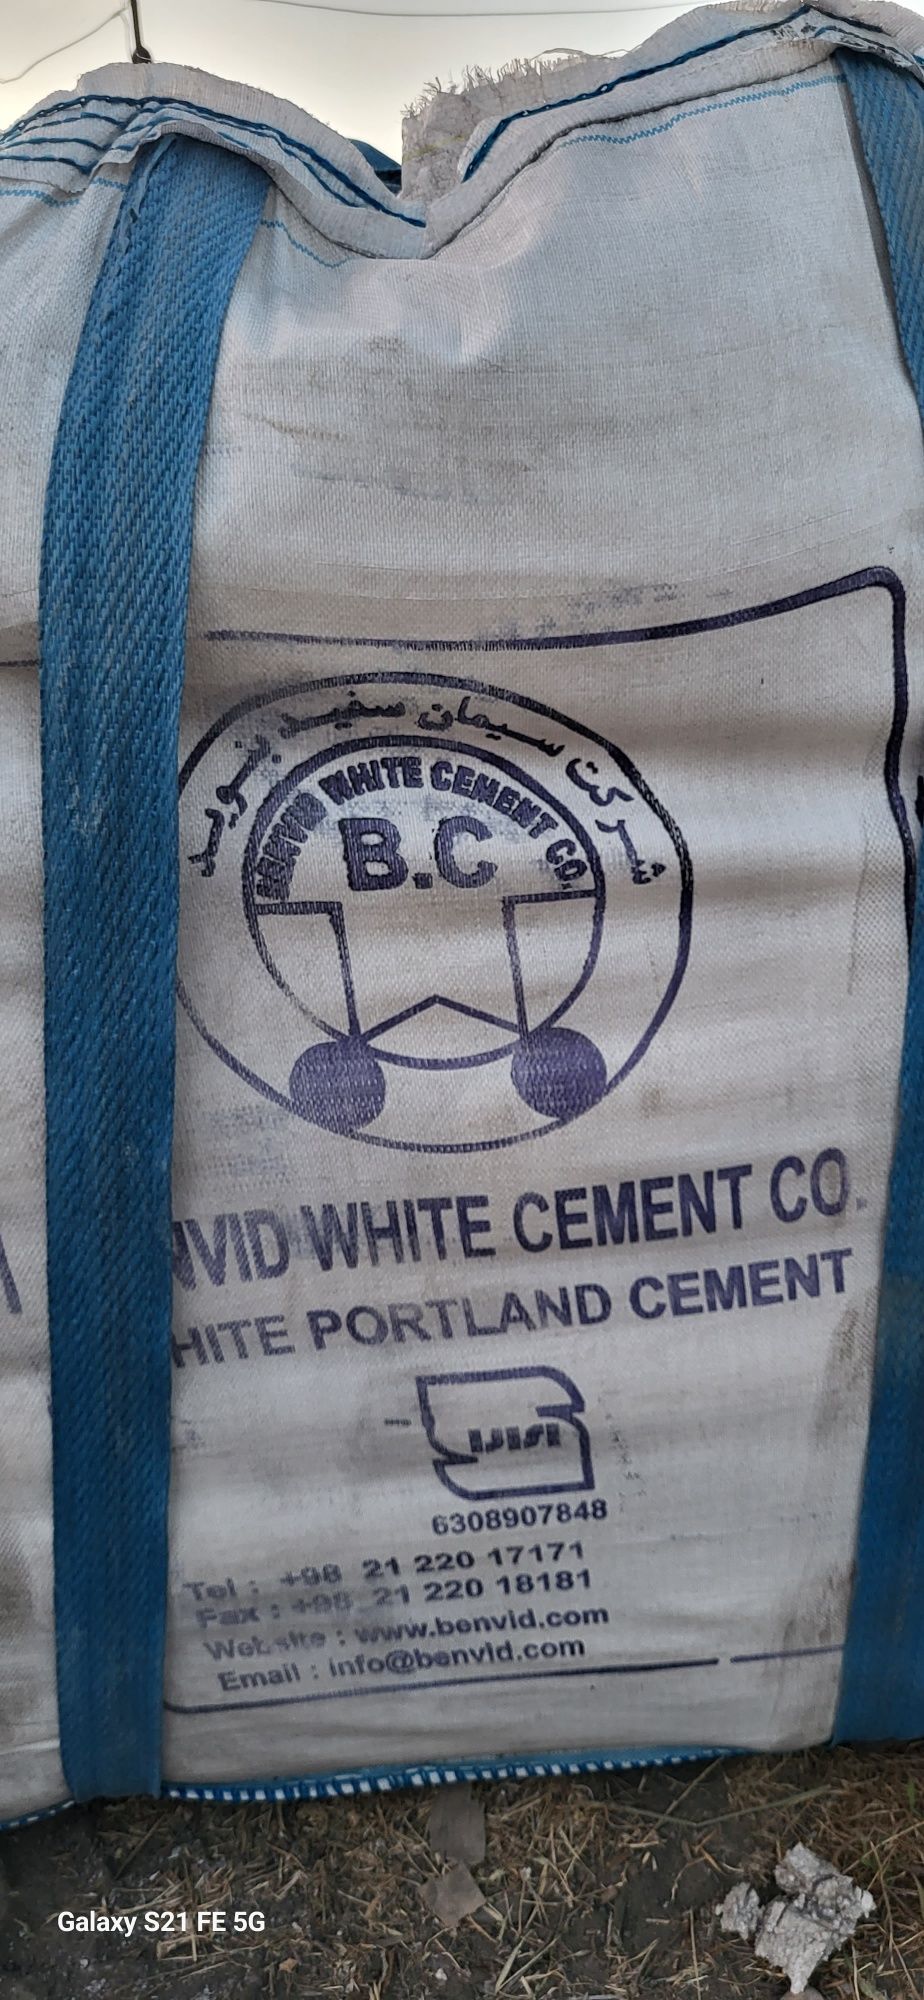 شرکت سیمان سفید بنوید
BENVID WHITE CEMENT CO.
B.C
NVID WHITE CEMENT CO.
HITE PORTLAND CEMENT
6308907848
Tel : +98 21 220 17171
Fax : +98 21 220 18181
Website : www.benvid.com
Email : info@benvid.com
Galaxy S21 FE 5G